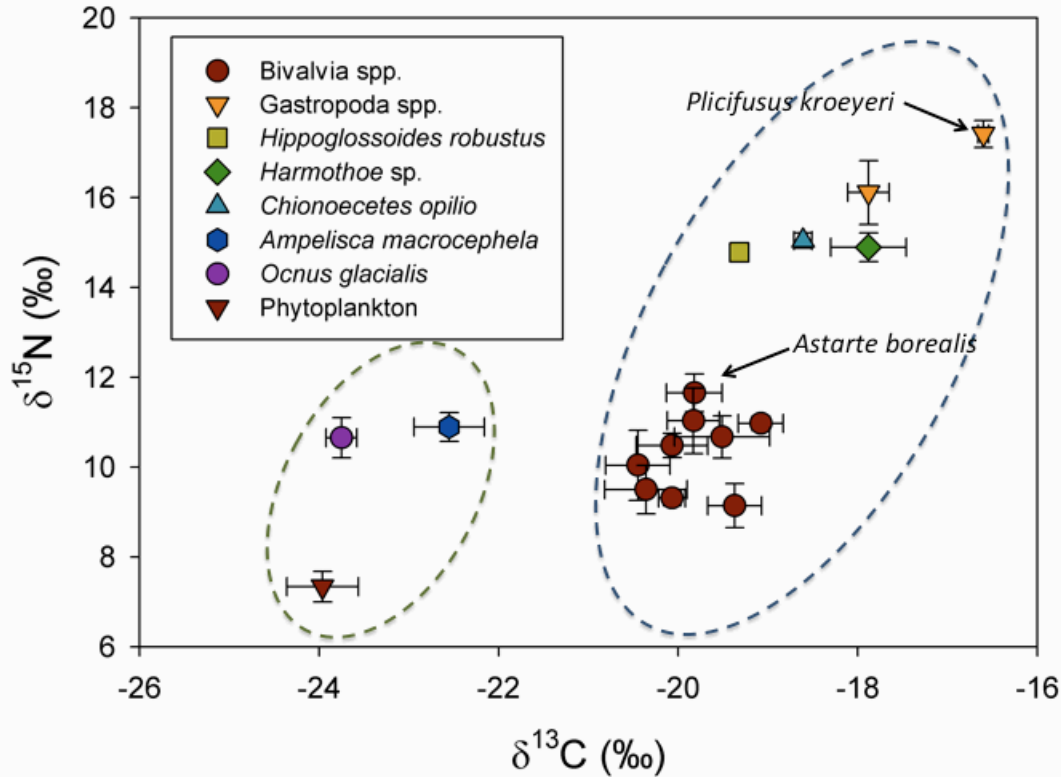 20
18
16
14
12
10
8
6
δ15N (‰)
Bivalvia spp.
Gastropoda spp.
Hippoglossoides robustus
Harmothoe sp.
Chionoecetes opilio
Ampelisca macrocephela
Ocnus glacialis
Phytoplankton
Plicifusus kroeyeri
Astarte borealis
-26 -24 -22 -20 -18 -16
δ13C (‰)